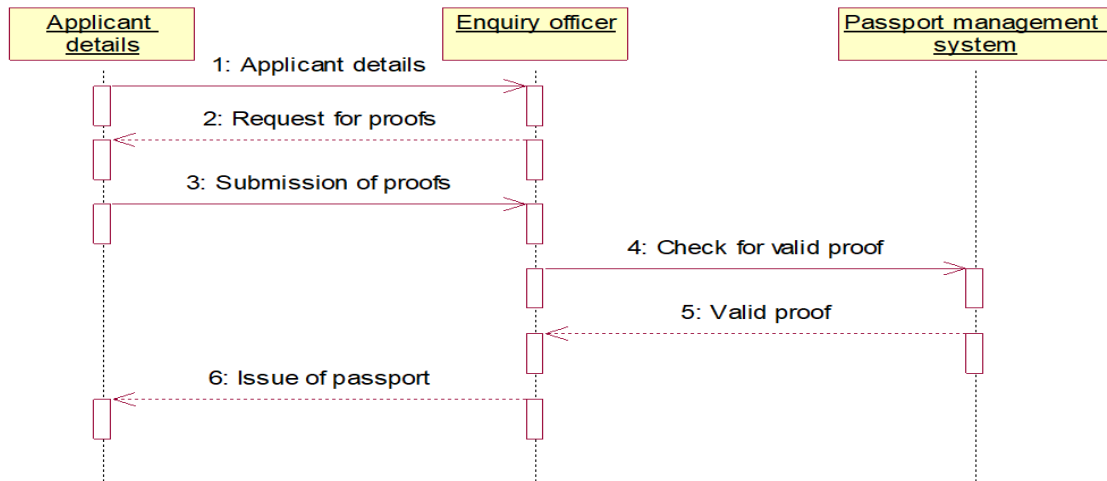 Applicant
details
Enquiry officer
Passport management
system
1: Applicant details
2: Request for proofs
3: Submission of proofs
4: Check for valid proof
5: Valid proof
6: Issue of passport